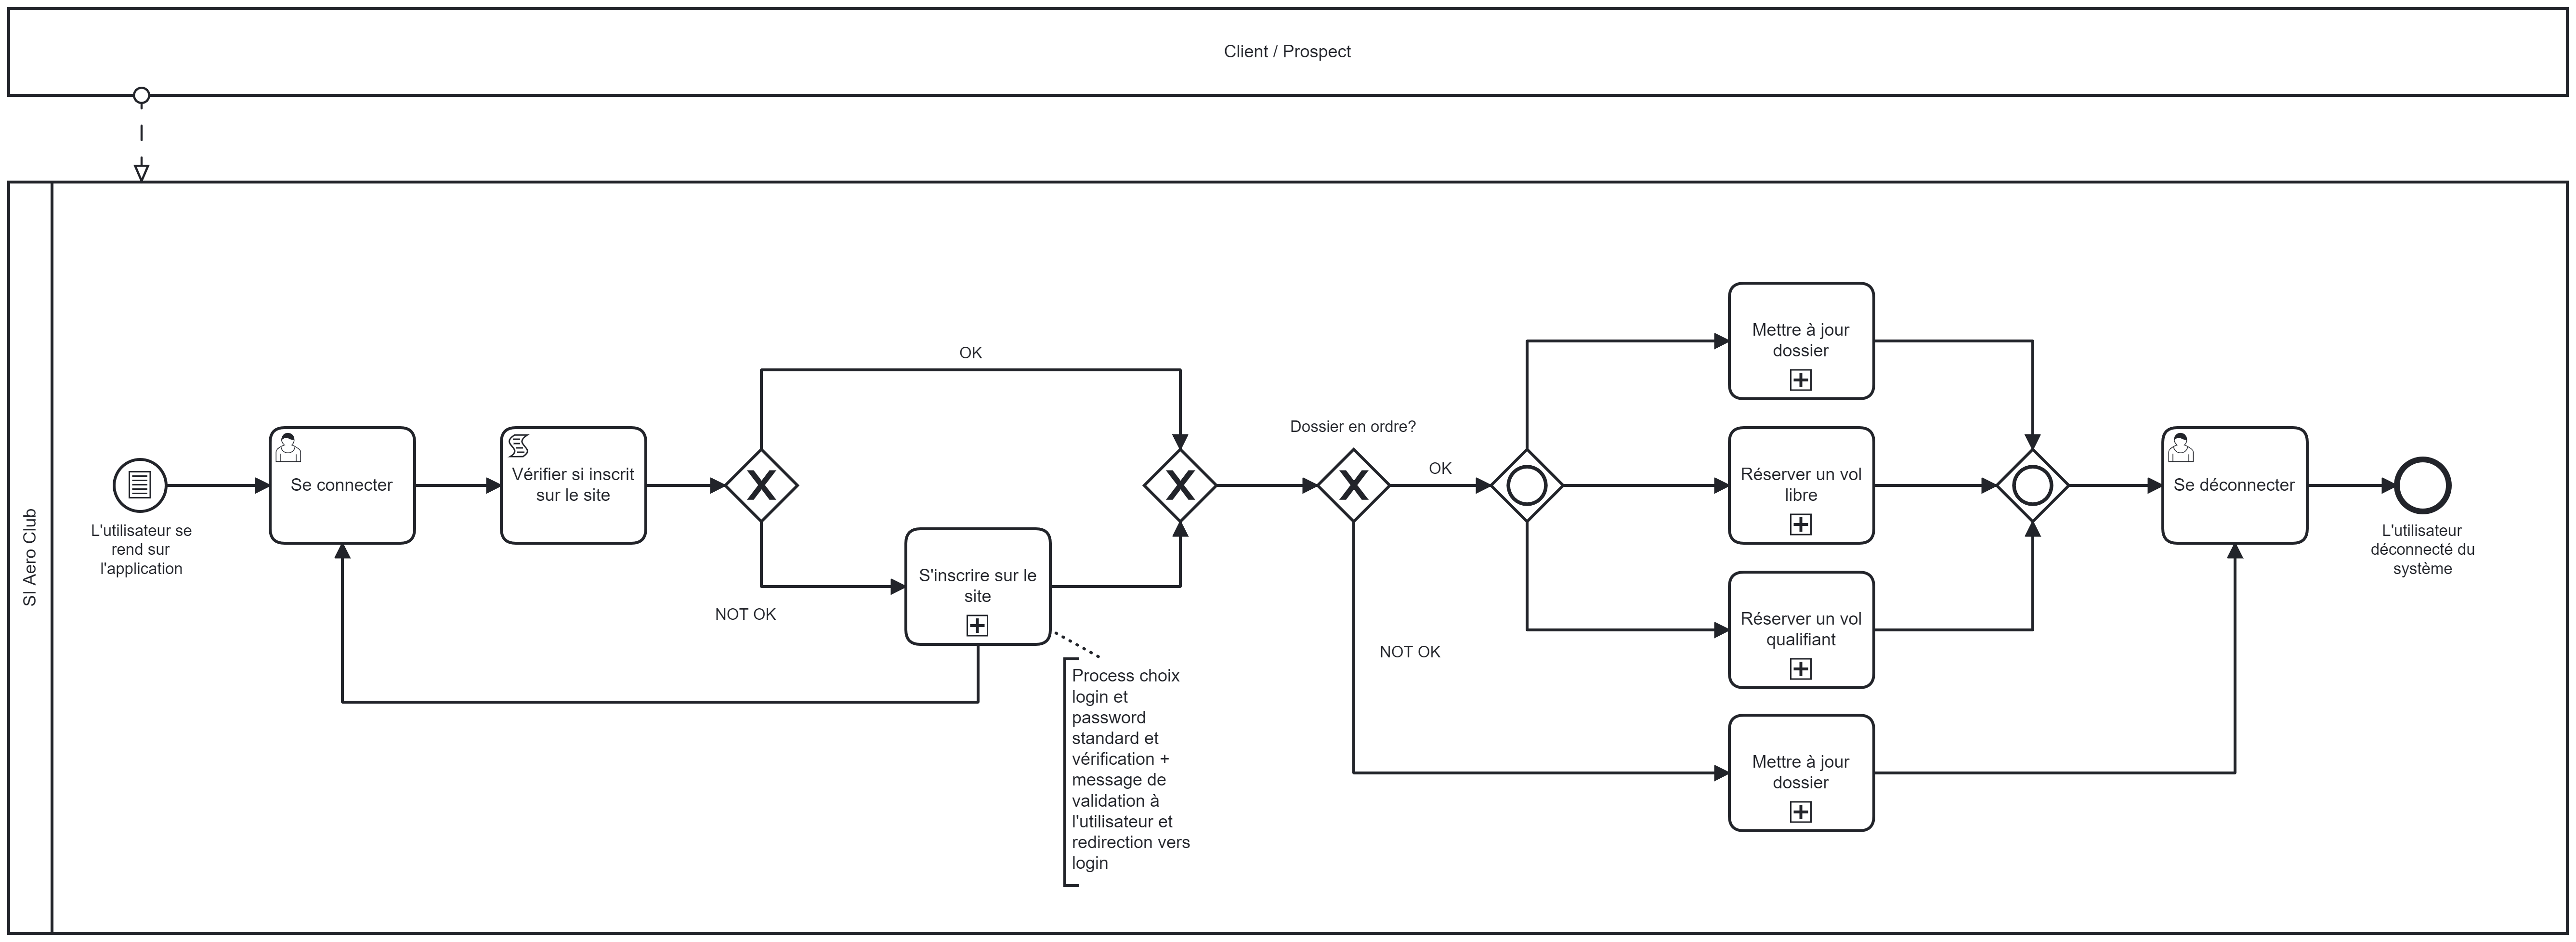 Client / Prospect
SI Aero Club
L'utilisateur se
rend sur
l'application
Se connecter
Vérifier si inscrit
sur le site
OK
NOT OK
S'inscrire sur le
site
Process choix
login et
password
standard et
vérification +
message de
validation à
l'utilisateur et
redirection vers
login
Dossier en ordre?
OK
NOT OK
Mettre à jour
dossier
Réserver un vol
libre
Réserver un vol
qualifiant
Mettre à jour
dossier
Se déconnecter
L'utilisateur
déconnecté du
système